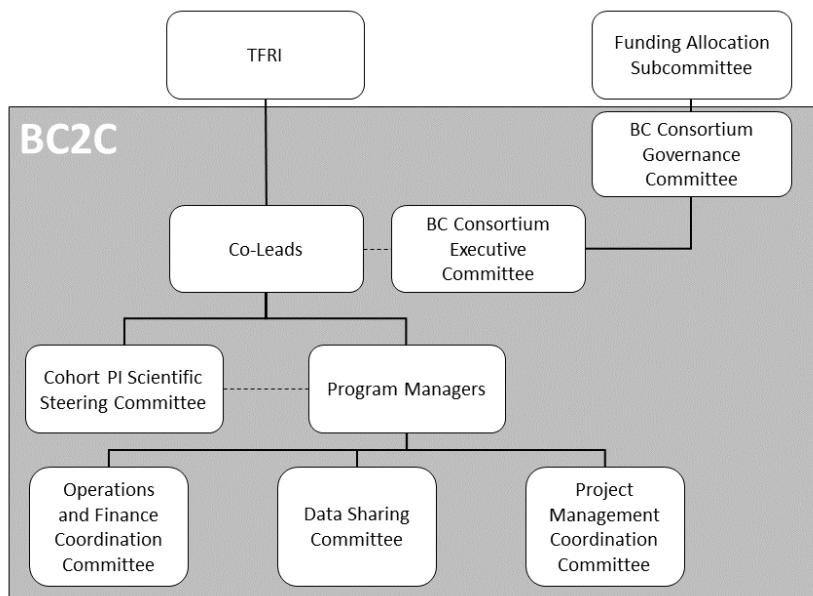 TFRI
Funding Allocation
Subcommittee
BC2C
BC Consortium
Governance
Committee
Co-Leads
BC Consortium
Executive
Committee
Cohort PI Scientific
Steering Committee
Program Managers
Operations
and Finance
Coordination
Committee
Data Sharing
Committee
Project
Management
Coordination
Committee